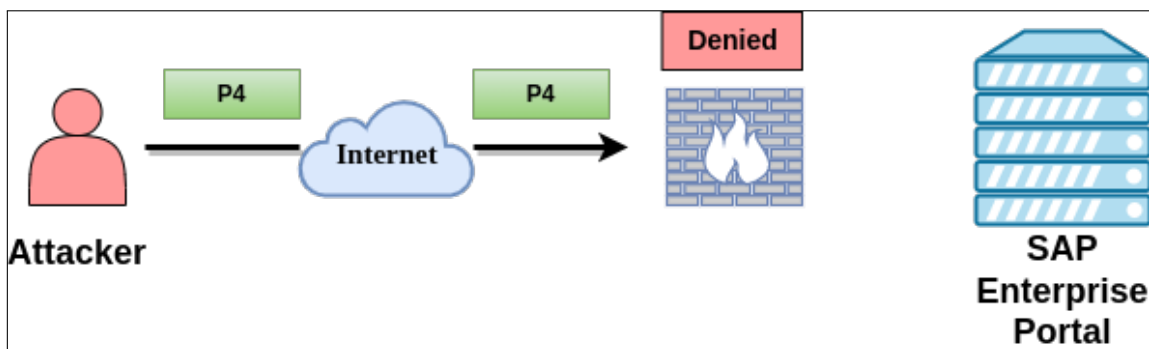 Denied
P4
P4
Internet
Attacker
SAP
Enterprise
Portal